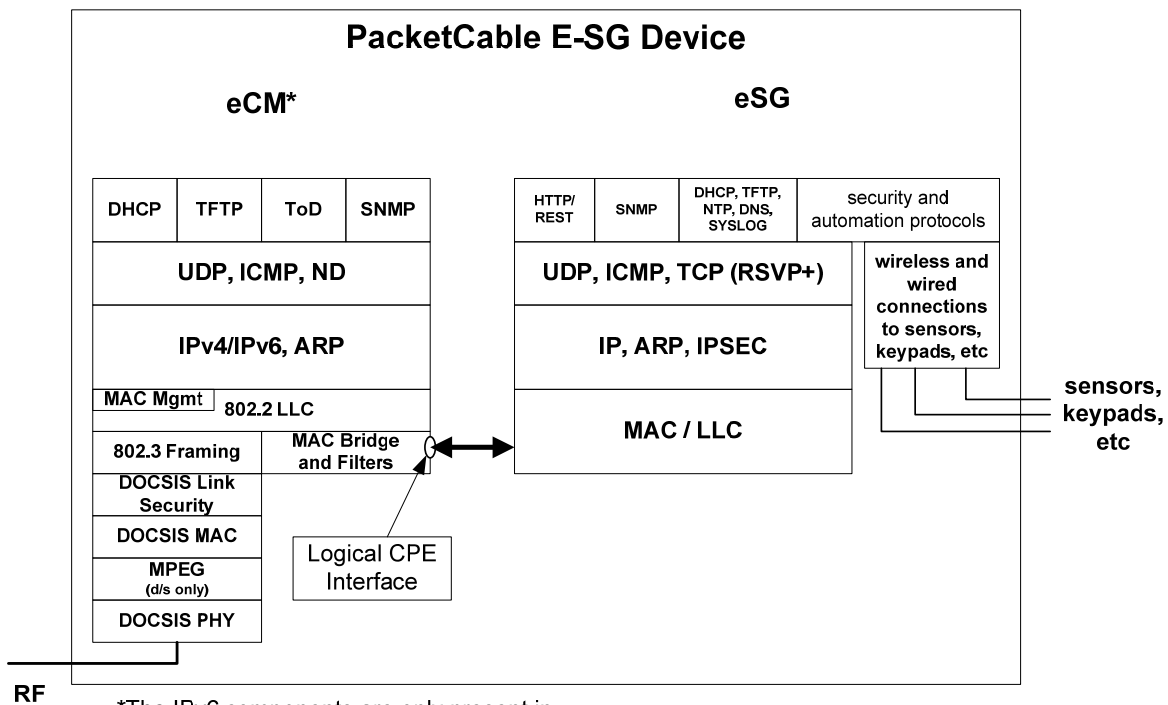 PacketCable E-SG Device
eCM*
eSG
DHCP
TFTP
ToD
SNMP
UDP, ICMP, ND
IPv4/IPv6, ARP
MAC Mgmt
802.2 LLC
802.3 Framing
MAC Bridge
and Filters
DOCSIS Link
Security
DOCSIS MAC
MPEG
(d/s only)
DOCSIS PHY
RF
Logical CPE
Interface
HTTP/
REST
SNMP
DHCP, TFTP,
NTP, DNS,
SYSLOG
security and
automation protocols
UDP, ICMP, TCP (RSVP+)
IP, ARP, IPSEC
MAC / LLC
wireless and
wired
connections
to sensors,
keypads, etc
sensors,
keypads,
etc
*The IPv6 components are only present in